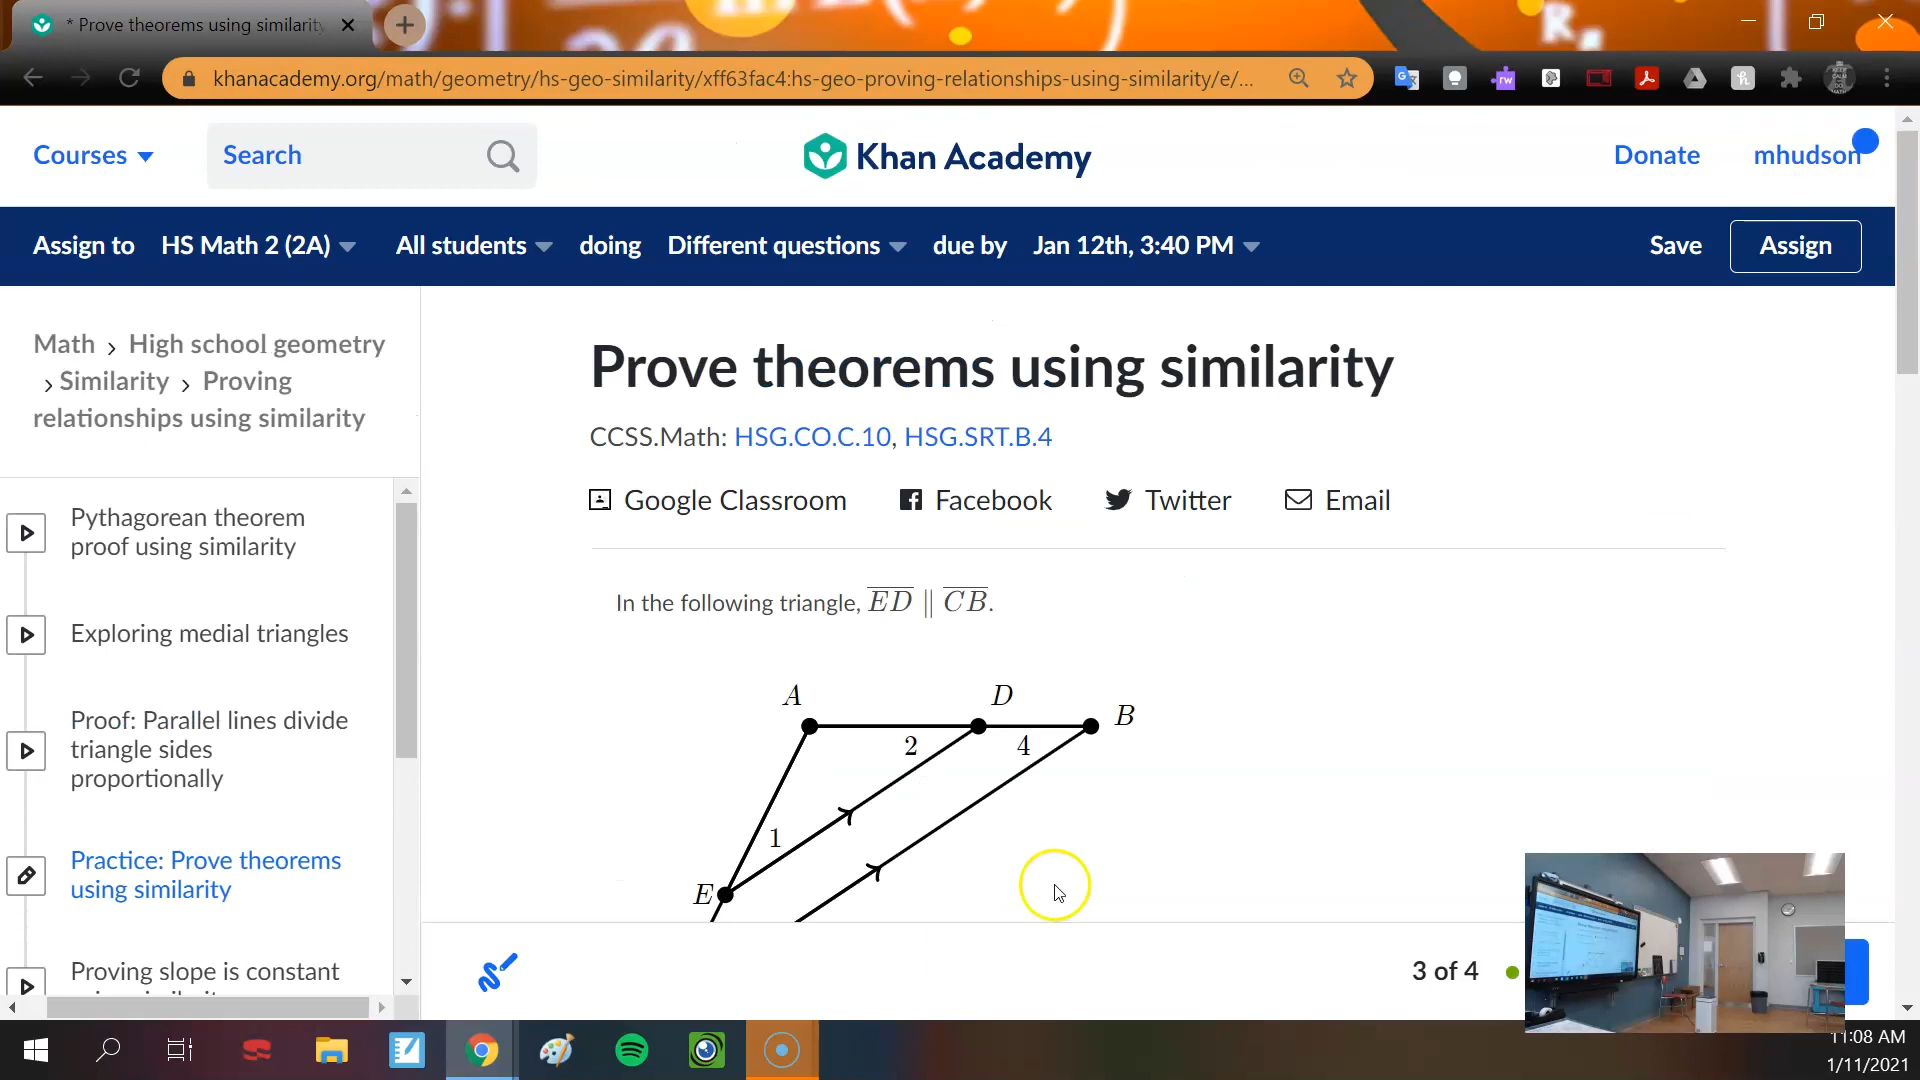 * Prove theorems using similarity
khanacademy.org/math/geometry/hs-geo-similarity/xff63fac4:hs-geo-proving-relationships-using-similarity/e/...
Courses
Search
Khan Academy
Donate
mhudson
Assign to HS Math 2 (2A) All students doing Different questions due by Jan 12th, 3:40 PM
Save
Assign
Math › High school geometry
› Similarity › Proving
relationships using similarity
Prove theorems using similarity
CCSS.Math: HSG.CO.C.10, HSG.SRT.B.4
Google Classroom
Facebook
Twitter
Email
Pythagorean theorem
proof using similarity
Exploring medial triangles
Proof: Parallel lines divide
triangle sides
proportionally
Practice: Prove theorems
using similarity
Proving slope is constant
In the following triangle, ED ∥ CB.
A
D
B
2
4
1
E
3 of 4
11:08 AM
1/11/2021